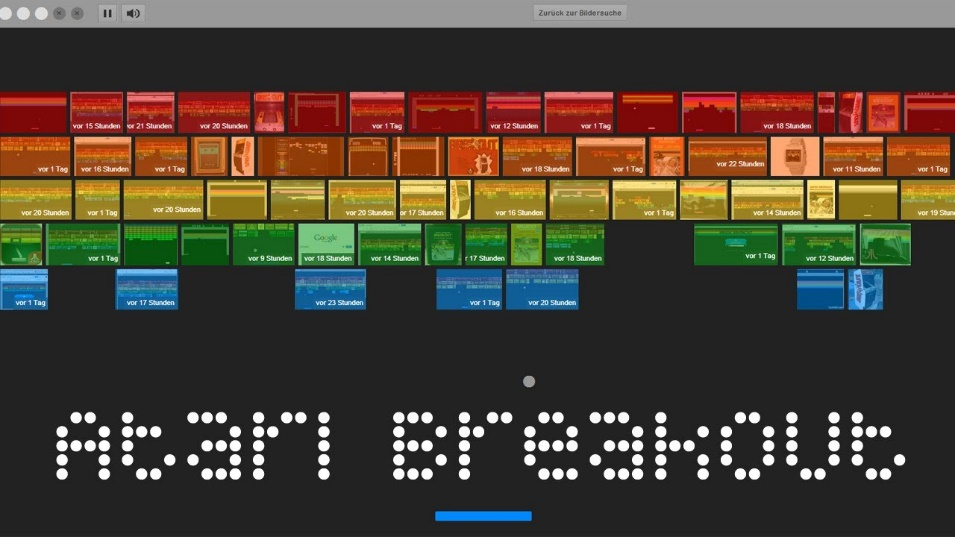 Zurück zur Bildersuche
vor 15 Stunden vor 21 Stunden vor 20 Stunden vor 1 Tag vor 12 Stunden vor 1 Tag vor 18 Stunden
vor 1 Tag vor 16 Stunden vor 1 Tag vor 18 Stunden vor 1 Tag vor 22 Stunden vor 11 Stunden vor 1 Tag
vor 20 Stunden vor 1 Tag vor 20 Stunden vor 20 Stunden vor 17 Stunden vor 16 Stunden vor 1 Tag vor 14 Stunden vor 19 Stun
vor 1 Tag vor 9 Stunden Google vor 18 Stunden vor 14 Stunden r 17 Stunden vor 18 Stunden vor 1 Tag vor 12 Stunden
vor 1 Tag vor 17 Stunden vor 23 Stunden vor 1 Tag vor 20 Stunden
Atari Breakout